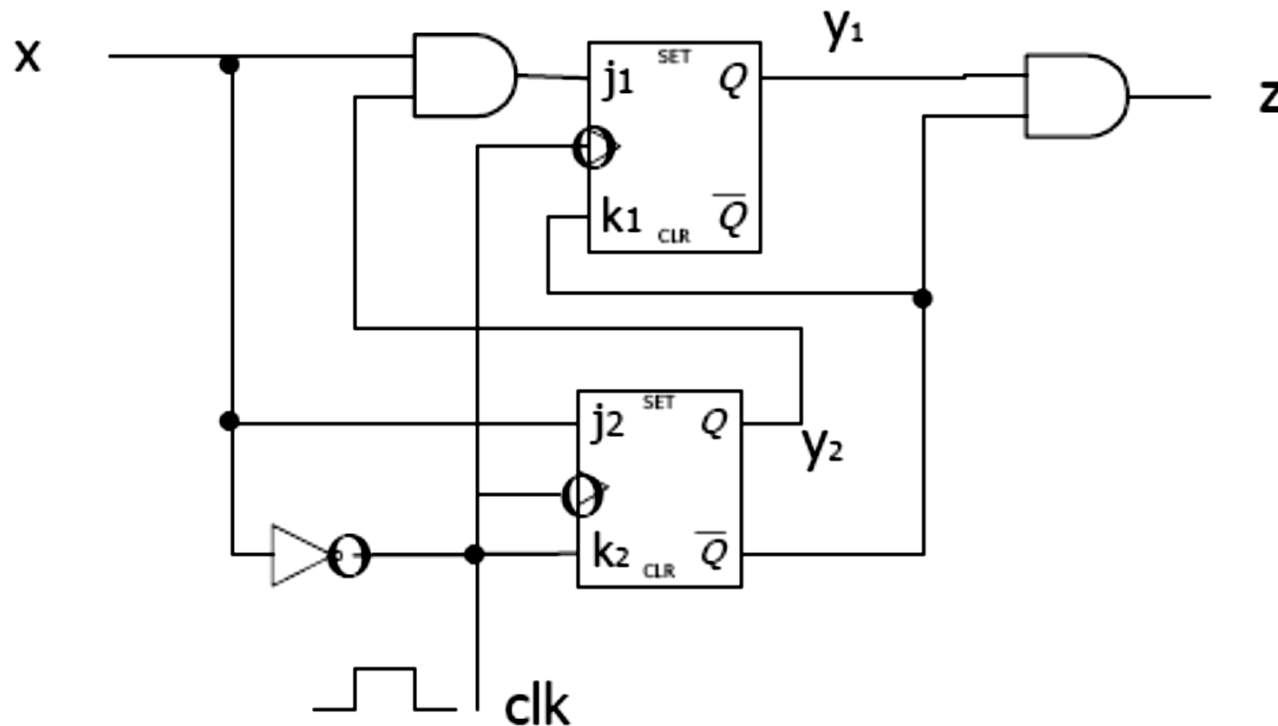 x
j₁ SET Q
k₁ CLR Q̅
y₁
z
j₂ SET Q
k₂ CLR Q̅
y₂
clk